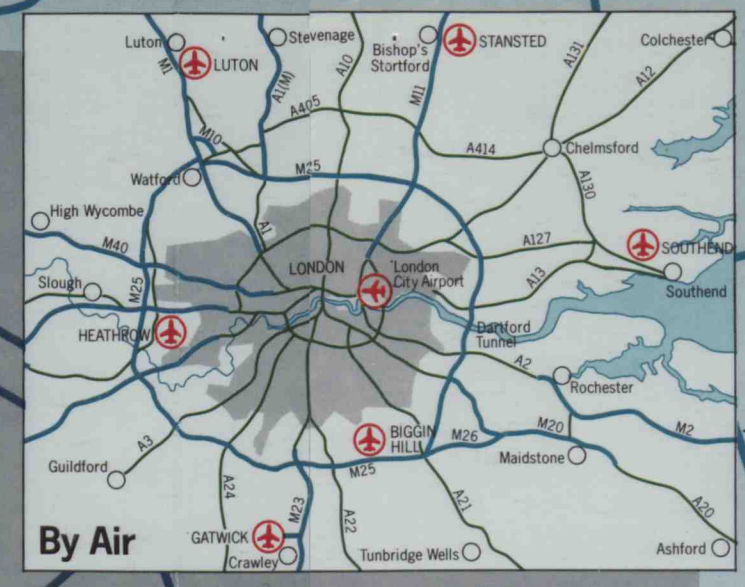 Luton
LUTON
M1
Stevenage
A1(M)
A10
Bishop's
Stortford
STANSTED
M11
A131
A12
Colchester
A405
M10
A414
Chelmsford
Watford
M25
A130
High Wycombe
M40
A1
A127
SOUTHEND
Southend
LONDON
London
City Airport
A13
Slough
M25
HEATHROW
Dartford
Tunnel
A2
Rochester
M2
BIGGIN
HILL
M26
M20
Maidstone
M25
A3
Guildford
A24
M23
A22
A21
A20
By Air
GATWICK
Crawley
Tunbridge Wells
Ashford